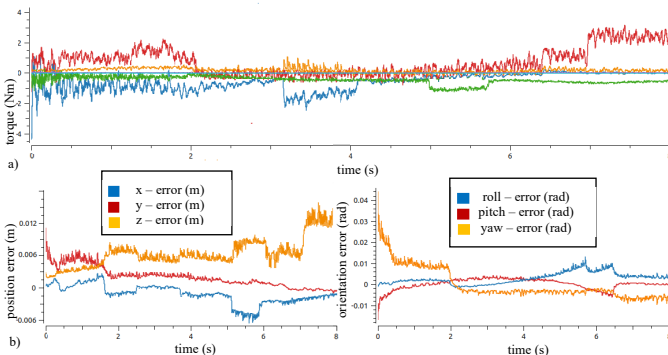 torque (Nm)
4
2
0
-2
-4
0
2
4
6
a)
time (s)
x – error (m)
y – error (m)
z – error (m)
roll – error (rad)
pitch – error (rad)
yaw – error (rad)
position error (m)
0.012
0.006
0
0.006
0
2
4
6
8
b)
time (s)
orientation error (rad)
0.04
0.03
0.02
0.01
0
-0.01
0
2
4
6
8
time (s)